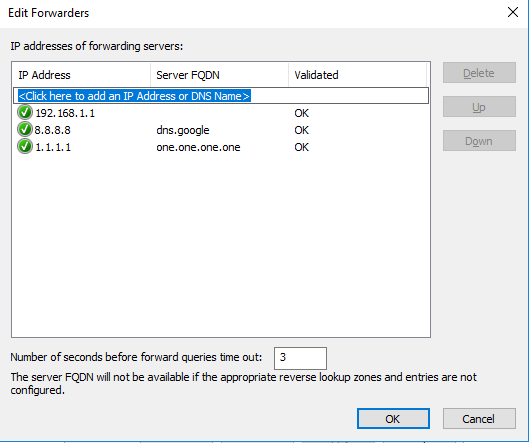 Edit Forwarders
IP addresses of forwarding servers:
IP Address Server FQDN Validated Delete
<Click here to add an IP Address or DNS Name>
192.168.1.1 OK Up
8.8.8.8 dns.google OK
1.1.1.1 one.one.one.one OK Down
Number of seconds before forward queries time out: 3
The server FQDN will not be available if the appropriate reverse lookup zones and entries are not
configured.
OK Cancel